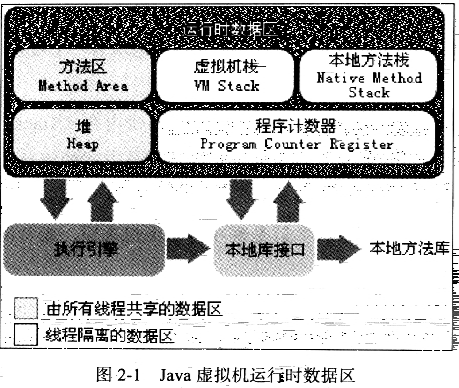 运行时数据区
方法区
Method Area
虚拟机栈
VM Stack
本地方法栈
Native Method
Stack
堆
Heap
程序计数器
Program Counter Register
执行引擎
本地库接口
本地方法库
由所有线程共享的数据区
线程隔离的数据区
图 2-1 Java 虚拟机运行时数据区